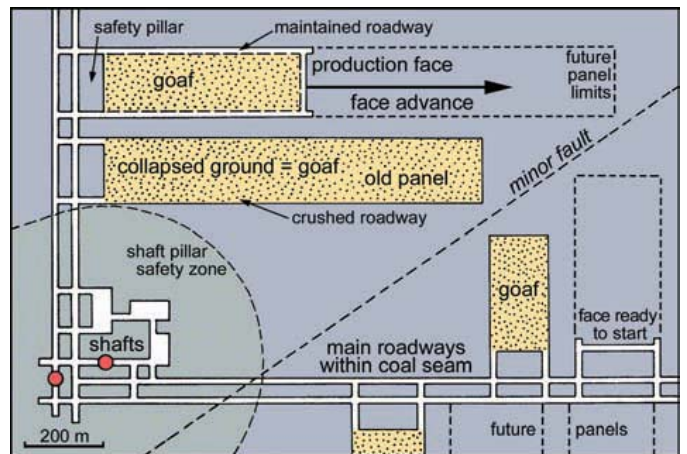 safety pillar
maintained roadway
goaf
production face
face advance
future
panel
limits
collapsed ground = goaf
old panel
minor fault
crushed roadway
shaft pillar
safety zone
goaf
face ready
to start
shafts
main roadways
within coal seam
200 m
future
panels